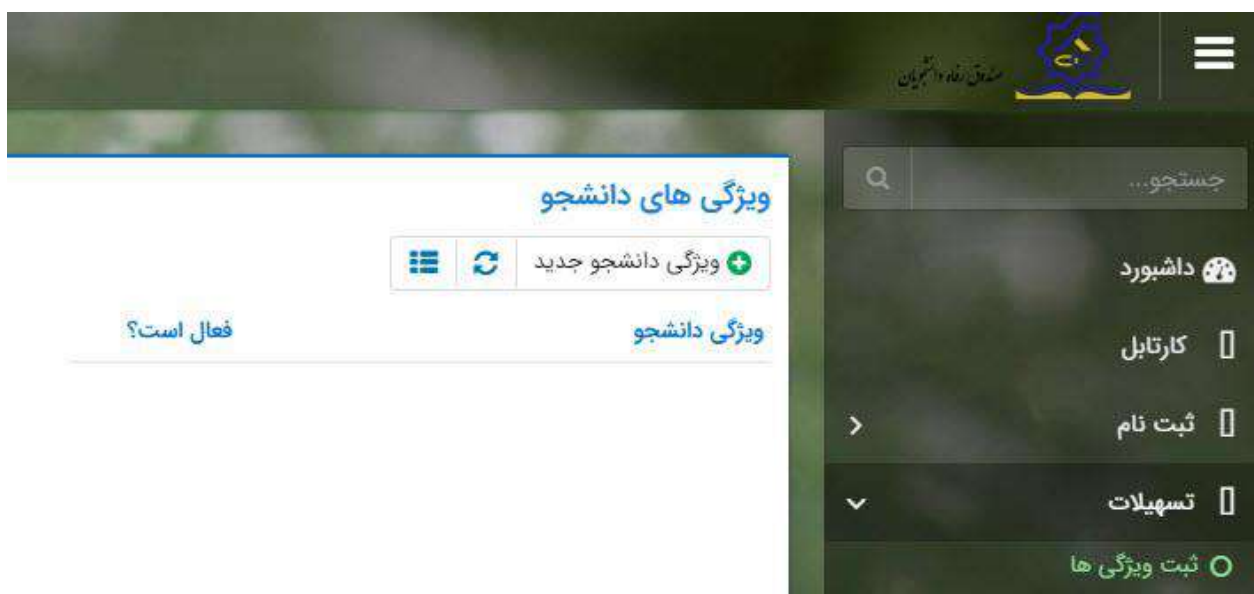 صندوق رفاه دانشجویان
جستجو...
داشبورد
کارتابل
ثبت نام
تسهیلات
ثبت ویژگی ها
ویژگی های دانشجو
ویژگی دانشجو جدید
ویژگی دانشجو فعال است؟